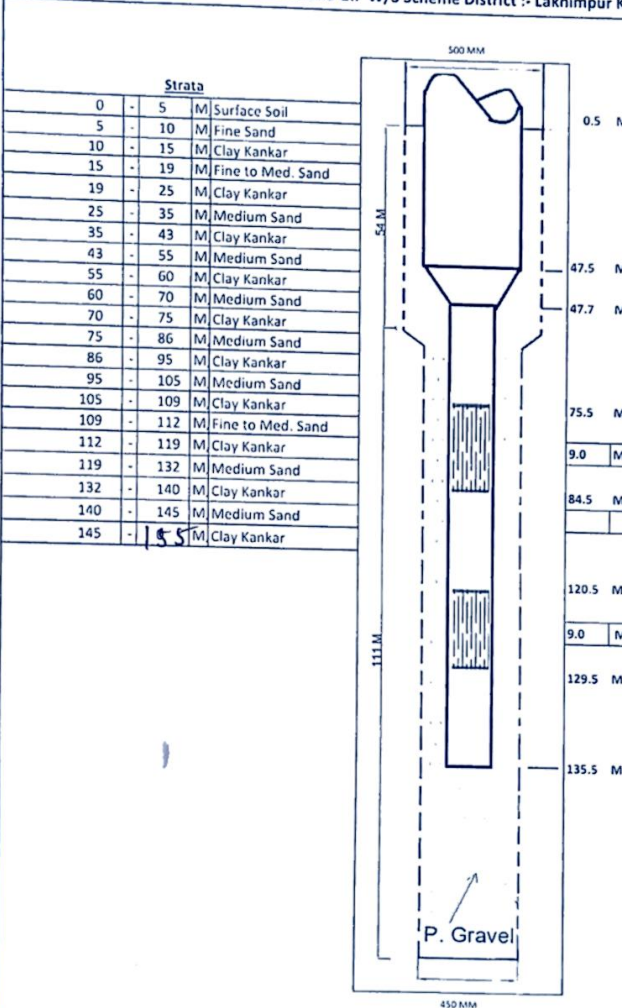 W/S Scheme District :- Lakhimpur K
Strata
0 - 5 M Surface Soil
5 - 10 M Fine Sand
10 - 15 M Clay Kankar
15 - 19 M Fine to Med. Sand
19 - 25 M Clay Kankar
25 - 35 M Medium Sand
35 - 43 M Clay Kankar
43 - 55 M Medium Sand
55 - 60 M Clay Kankar
60 - 70 M Medium Sand
70 - 75 M Clay Kankar
75 - 86 M Medium Sand
86 - 95 M Clay Kankar
95 - 105 M Medium Sand
105 - 109 M Clay Kankar
109 - 112 M Fine to Med. Sand
112 - 119 M Clay Kankar
119 - 132 M Medium Sand
132 - 140 M Clay Kankar
140 - 145 M Medium Sand
145 - 155 M Clay Kankar
500 MM
0.5 M
54 M
47.5 M
47.7 M
75.5 M
9.0 M
84.5 M
120.5 M
9.0 M
111 M
129.5 M
135.5 M
P. Gravel
450 MM